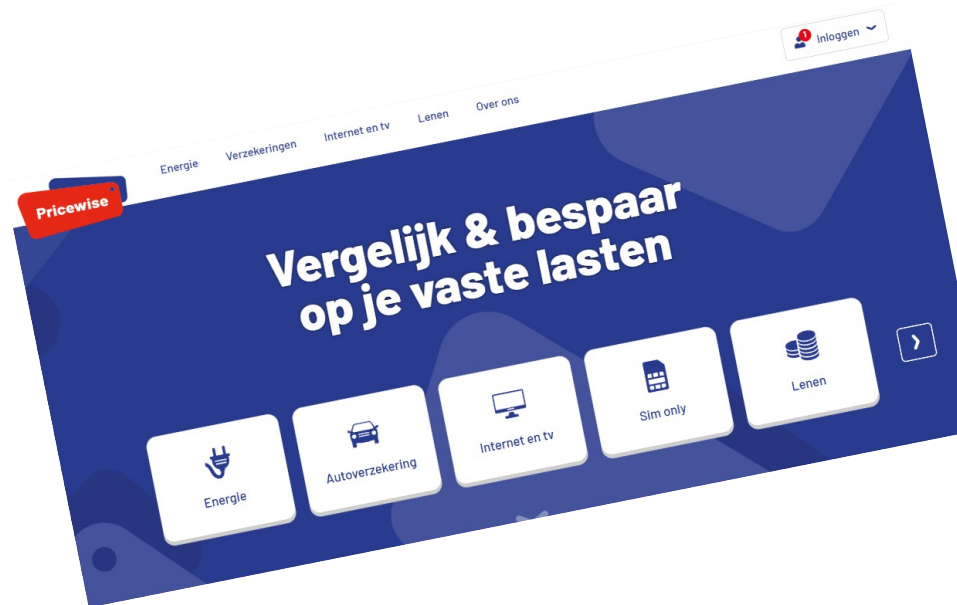 1
Inloggen
Energie Verzekeringen Internet en tv Lenen Over ons
Pricewise
Vergelijk & bespaar
op je vaste lasten
Energie
Autoverzekering
Internet en tv
Sim only
Lenen